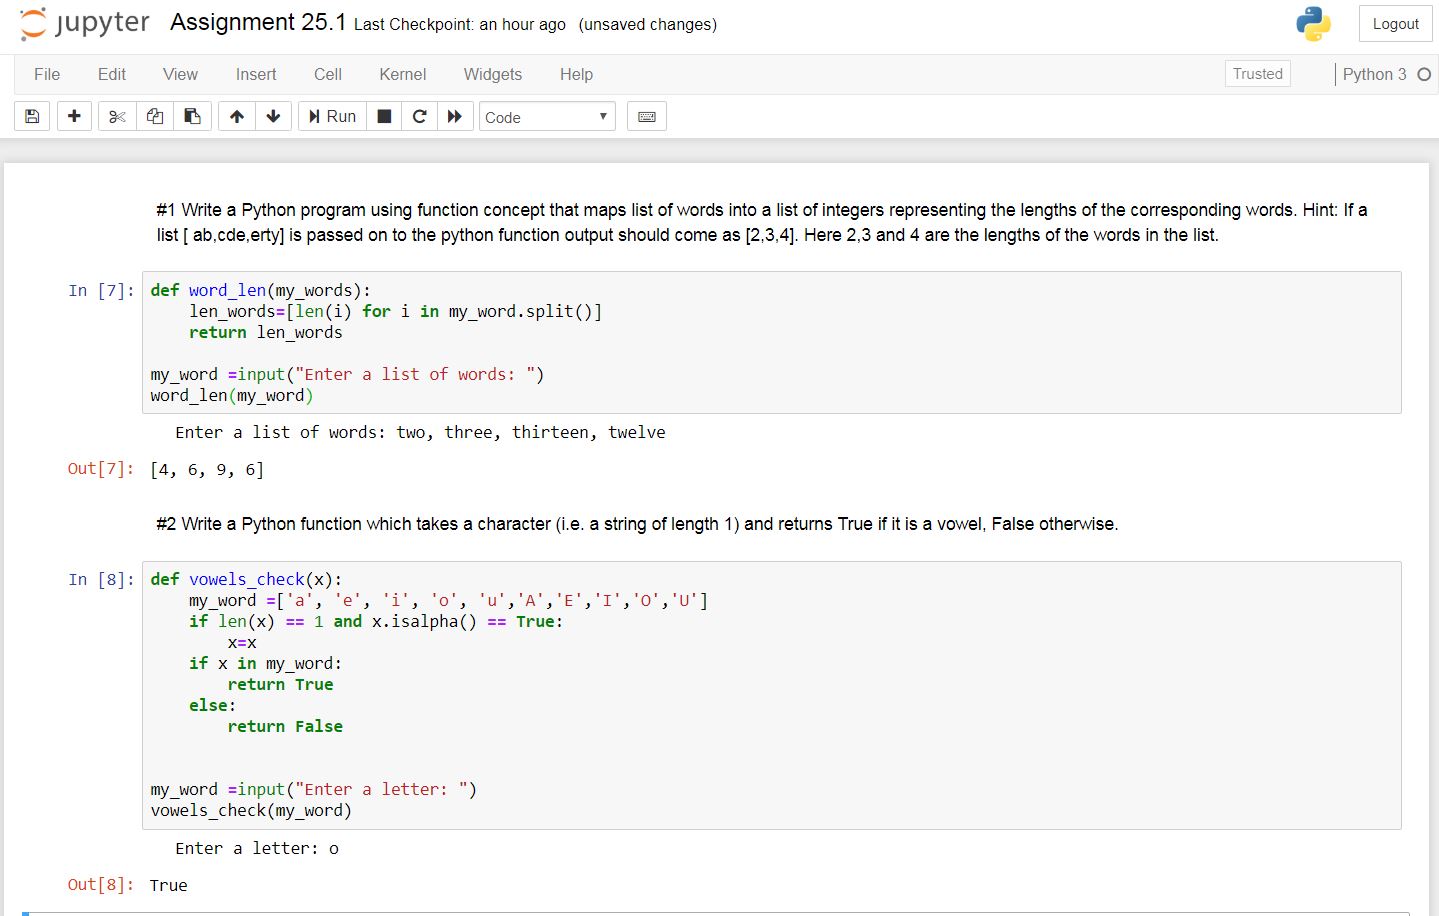 jupyter Assignment 25.1 Last Checkpoint: an hour ago (unsaved changes) Logout
File Edit View Insert Cell Kernel Widgets Help Trusted Python 3
Run Code
#1 Write a Python program using function concept that maps list of words into a list of integers representing the lengths of the corresponding words. Hint: If a
list [ ab,cde,erty] is passed on to the python function output should come as [2,3,4]. Here 2,3 and 4 are the lengths of the words in the list.
In [7]: def word_len(my_words):
    len_words=[len(i) for i in my_word.split()]
    return len_words
my_word =input("Enter a list of words: ")
word_len(my_word)
Enter a list of words: two, three, thirteen, twelve
Out[7]: [4, 6, 9, 6]
#2 Write a Python function which takes a character (i.e. a string of length 1) and returns True if it is a vowel, False otherwise.
In [8]: def vowels_check(x):
    my_word =['a', 'e', 'i', 'o', 'u','A','E','I','O','U']
    if len(x) == 1 and x.isalpha() == True:
        x=x
    if x in my_word:
        return True
    else:
        return False
my_word =input("Enter a letter: ")
vowels_check(my_word)
Enter a letter: o
Out[8]: True